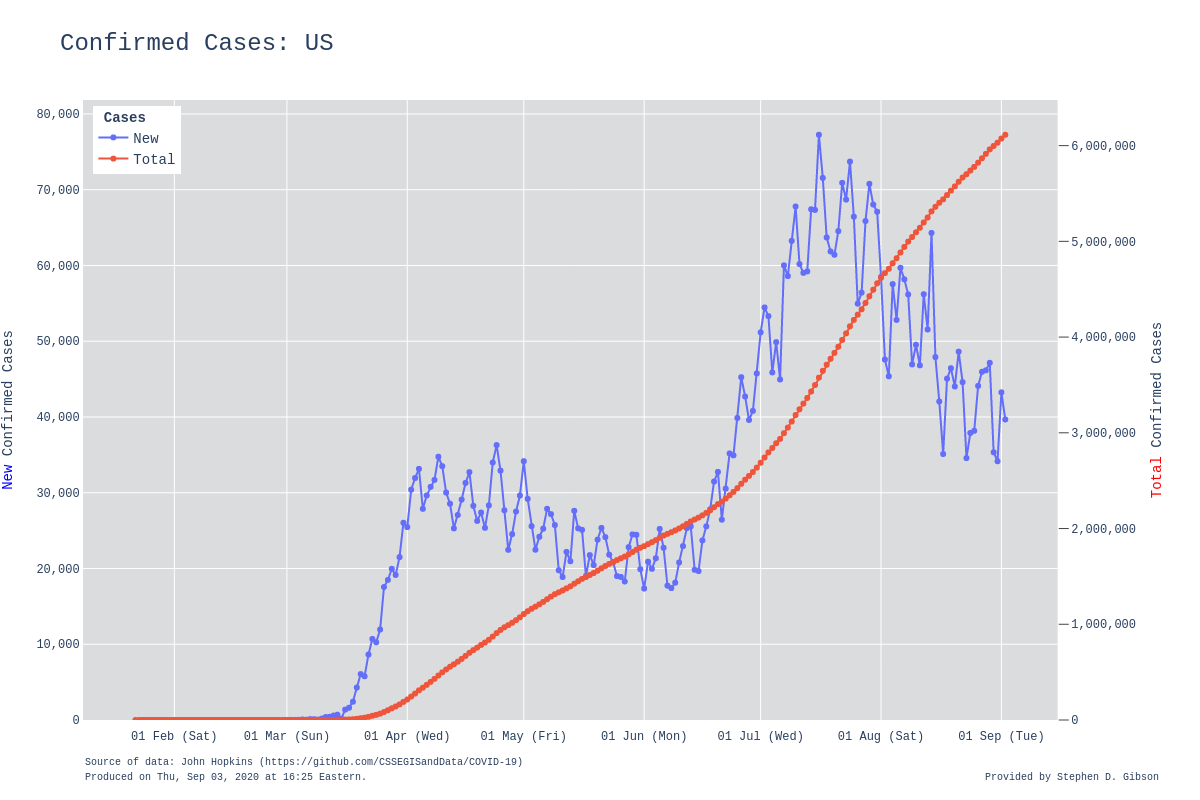 Confirmed Cases: US
Cases
New
Total
80,000
70,000
60,000
50,000
40,000
30,000
20,000
10,000
0
New Confirmed Cases
6,000,000
5,000,000
4,000,000
3,000,000
2,000,000
1,000,000
0
Total Confirmed Cases
01 Feb (Sat) 01 Mar (Sun) 01 Apr (Wed) 01 May (Fri) 01 Jun (Mon) 01 Jul (Wed) 01 Aug (Sat) 01 Sep (Tue)
Source of data: John Hopkins (https://github.com/CSSEGISandData/COVID-19)
Produced on Thu, Sep 03, 2020 at 16:25 Eastern.
Provided by Stephen D. Gibson